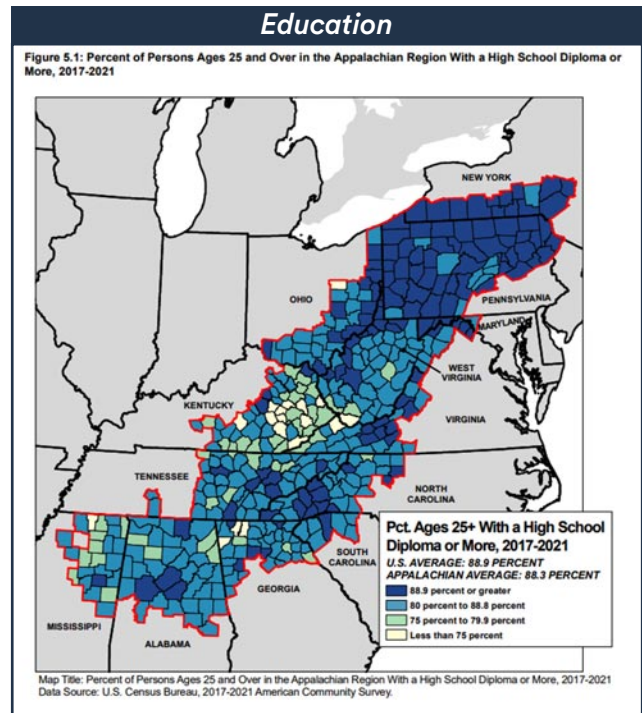 Education
Figure 5.1: Percent of Persons Ages 25 and Over in the Appalachian Region With a High School Diploma or
More, 2017-2021
NEW YORK
PENNSYLVANIA
OHIO
MARYLAND
WEST
VIRGINIA
KENTUCKY
VIRGINIA
TENNESSEE
NORTH
CAROLINA
SOUTH
CAROLINA
GEORGIA
MISSISSIPPI
ALABAMA
Pct. Ages 25+ With a High School
Diploma or More, 2017-2021
U.S. AVERAGE: 88.9 PERCENT
APPALACHIAN AVERAGE: 88.3 PERCENT
88.9 percent or greater
80 percent to 88.8 percent
75 percent to 79.9 percent
Less than 75 percent
Map Title: Percent of Persons Ages 25 and Over in the Appalachian Region With a High School Diploma or More, 2017-2021
Data Source: U.S. Census Bureau, 2017-2021 American Community Survey.